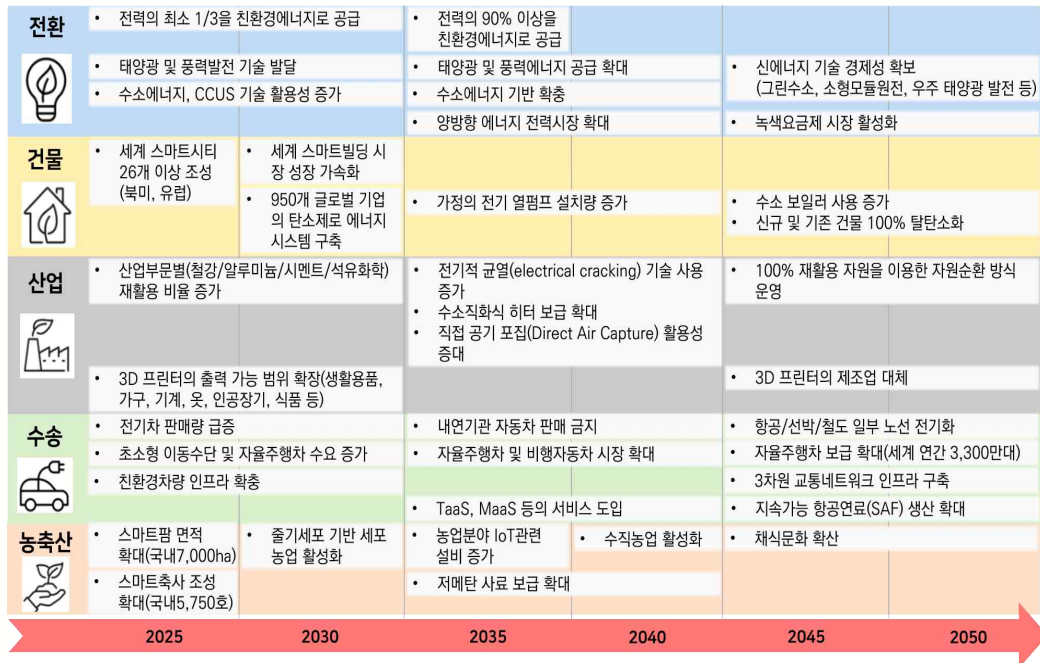 전환
• 전력의 최소 1/3을 친환경에너지로 공급
• 전력의 90% 이상을
친환경에너지로 공급
• 태양광 및 풍력발전 기술 발달
• 태양광 및 풍력에너지 공급 확대
• 신에너지 기술 경제성 확보
(그린수소, 소형모듈원전, 우주 태양광 발전 등)
• 수소에너지, CCUS 기술 활용성 증가
• 수소에너지 기반 확충
• 양방향 에너지 전력시장 확대
• 녹색요금제 시장 활성화
건물
• 세계 스마트시티
26개 이상 조성
(북미, 유럽)
• 세계 스마트빌딩 시
장 성장 가속화
• 950개 글로벌 기업
의 탄소제로 에너지
시스템 구축
• 가정의 전기 열펌프 설치량 증가
• 수소 보일러 사용 증가
• 신규 및 기존 건물 100% 탈탄소화
산업
• 산업부문별(철강/알루미늄/시멘트/석유화학)
재활용 비율 증가
• 전기적 균열(electrical cracking) 기술 사용
증가
• 수소직화식 히터 보급 확대
• 직접 공기 포집(Direct Air Capture) 활용성
증대
• 100% 재활용 자원을 이용한 자원순환 방식
운영
• 3D 프린터의 출력 가능 범위 확장(생활용품,
가구, 기계, 옷, 인공장기, 식품 등)
• 3D 프린터의 제조업 대체
수송
• 전기차 판매량 급증
• 내연기관 자동차 판매 금지
• 항공/선박/철도 일부 노선 전기화
• 초소형 이동수단 및 자율주행차 수요 증가
• 자율주행차 및 비행자동차 시장 확대
• 자율주행차 보급 확대(세계 연간 3,300만대)
• 친환경차량 인프라 확충
• 3차원 교통네트워크 인프라 구축
• TaaS, MaaS 등의 서비스 도입
• 지속가능 항공연료(SAF) 생산 확대
농축산
• 스마트팜 면적
확대(국내7,000ha)
• 줄기세포 기반 세포
농업 활성화
• 농업분야 IoT관련
설비 증가
• 수직농업 활성화
• 채식문화 확산
• 스마트축사 조성
확대(국내5,750호)
• 저메탄 사료 보급 확대
2025
2030
2035
2040
2045
2050